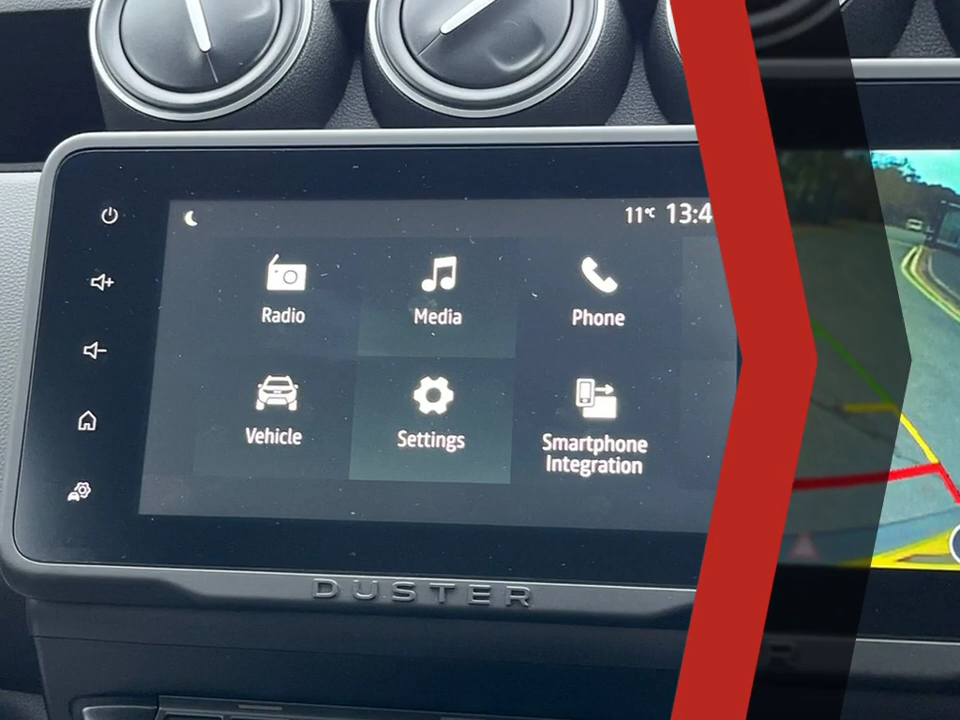 11°C 13:4
Radio
Media
Phone
Vehicle
Settings
Smartphone
Integration
DUSTER
R